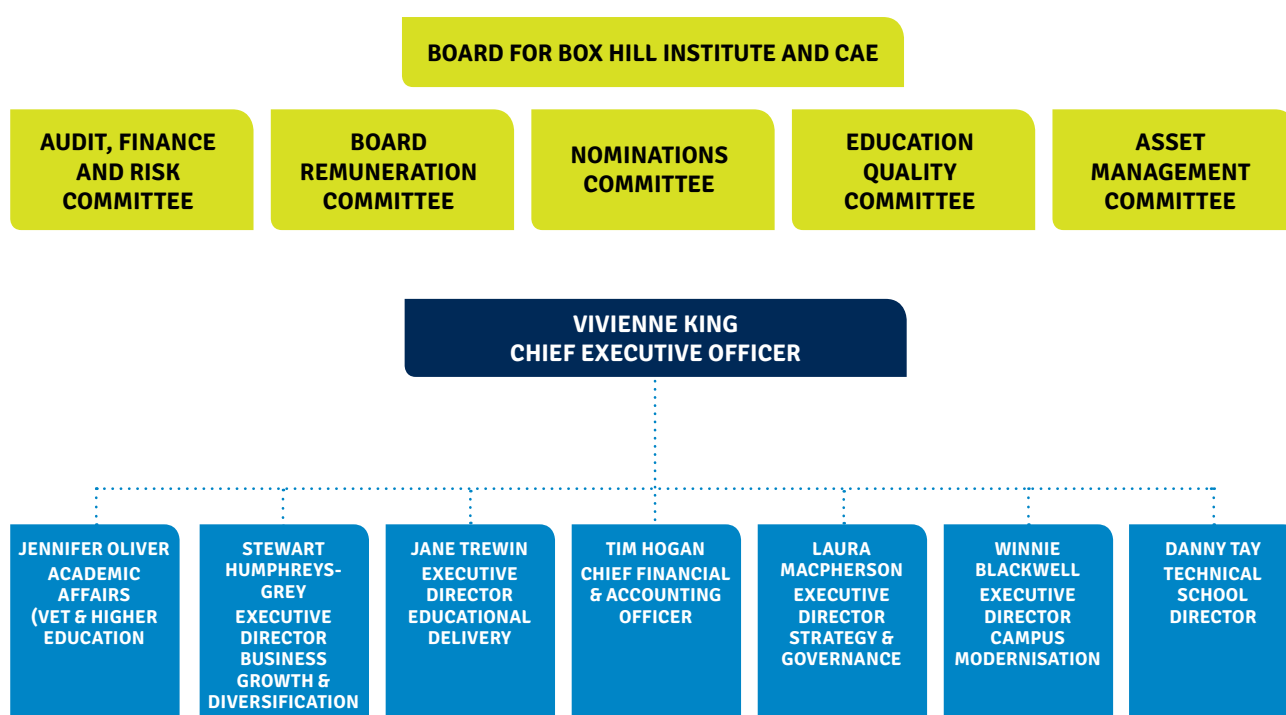 BOARD FOR BOX HILL INSTITUTE AND CAE
AUDIT, FINANCE
AND RISK
COMMITTEE
BOARD
REMUNERATION
COMMITTEE
NOMINATIONS
COMMITTEE
EDUCATION
QUALITY
COMMITTEE
ASSET
MANAGEMENT
COMMITTEE
VIVIENNE KING
CHIEF EXECUTIVE OFFICER
JENNIFER OLIVER
ACADEMIC
AFFAIRS
(VET & HIGHER
EDUCATION
STEWART
HUMPHREYS-
GREY
EXECUTIVE
DIRECTOR
BUSINESS
GROWTH &
DIVERSIFICATION
JANE TREWIN
EXECUTIVE
DIRECTOR
EDUCATIONAL
DELIVERY
TIM HOGAN
CHIEF FINANCIAL
& ACCOUNTING
OFFICER
LAURA
MACPHERSON
EXECUTIVE
DIRECTOR
STRATEGY &
GOVERNANCE
WINNIE
BLACKWELL
EXECUTIVE
DIRECTOR
CAMPUS
MODERNISATION
DANNY TAY
TECHNICAL
SCHOOL
DIRECTOR